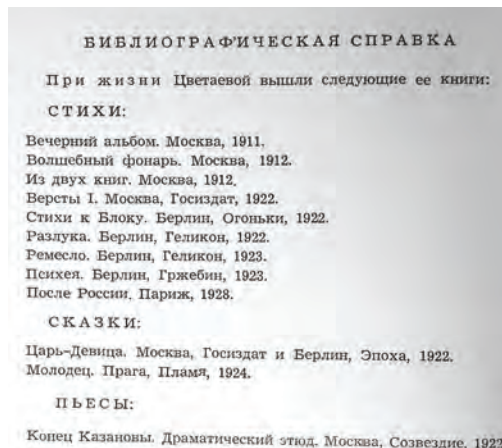 БИБЛИОГРАФИЧЕСКАЯ СПРАВКА
При жизни Цветаевой вышли следующие ее книги:
СТИХИ:
Вечерний альбом. Москва, 1911.
Волшебный фонарь. Москва, 1912.
Из двух книг. Москва, 1912.
Версты I. Москва, Госиздат, 1922.
Стихи к Блоку. Берлин, Огоньки, 1922.
Разлука. Берлин, Геликон, 1922.
Ремесло. Берлин, Геликон, 1923.
Психея. Берлин, Гржебин, 1923.
После России. Париж, 1928.
СКАЗКИ:
Царь-Девица. Москва, Госиздат и Берлин, Эпоха, 1922.
Молодец. Прага, Пламя, 1924.
ПЬЕСЫ:
Конец Казановы. Драматический этюд. Москва, Созвездие.